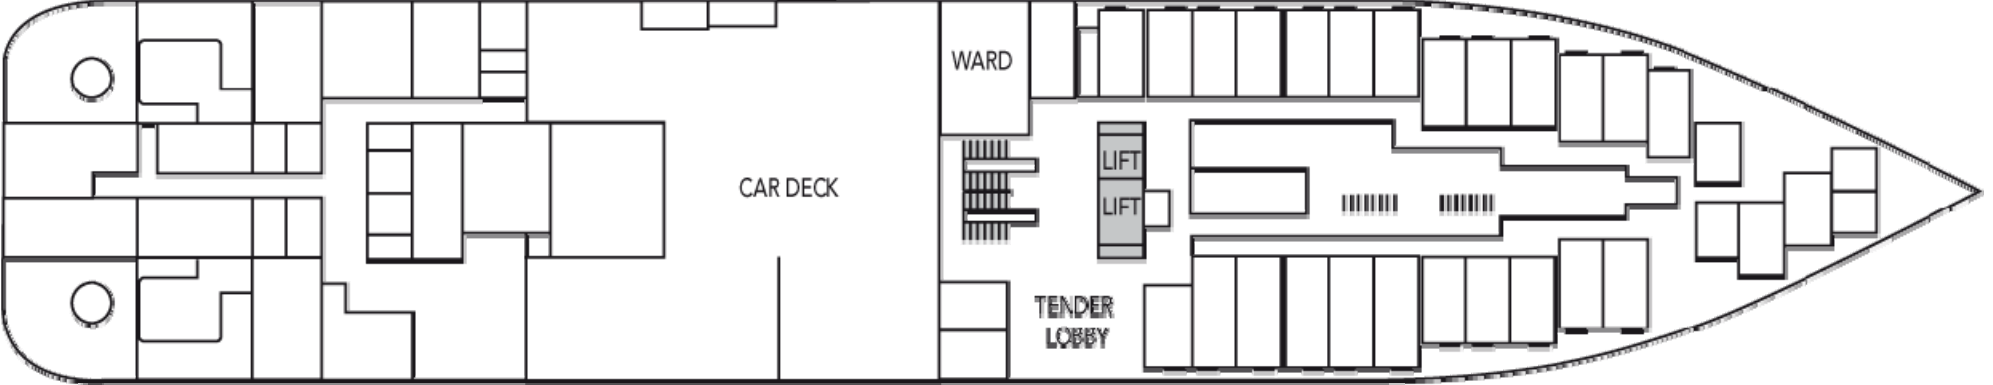 WARD
LIFT
CAR DECK
LIFT
TENDER
LOBBY